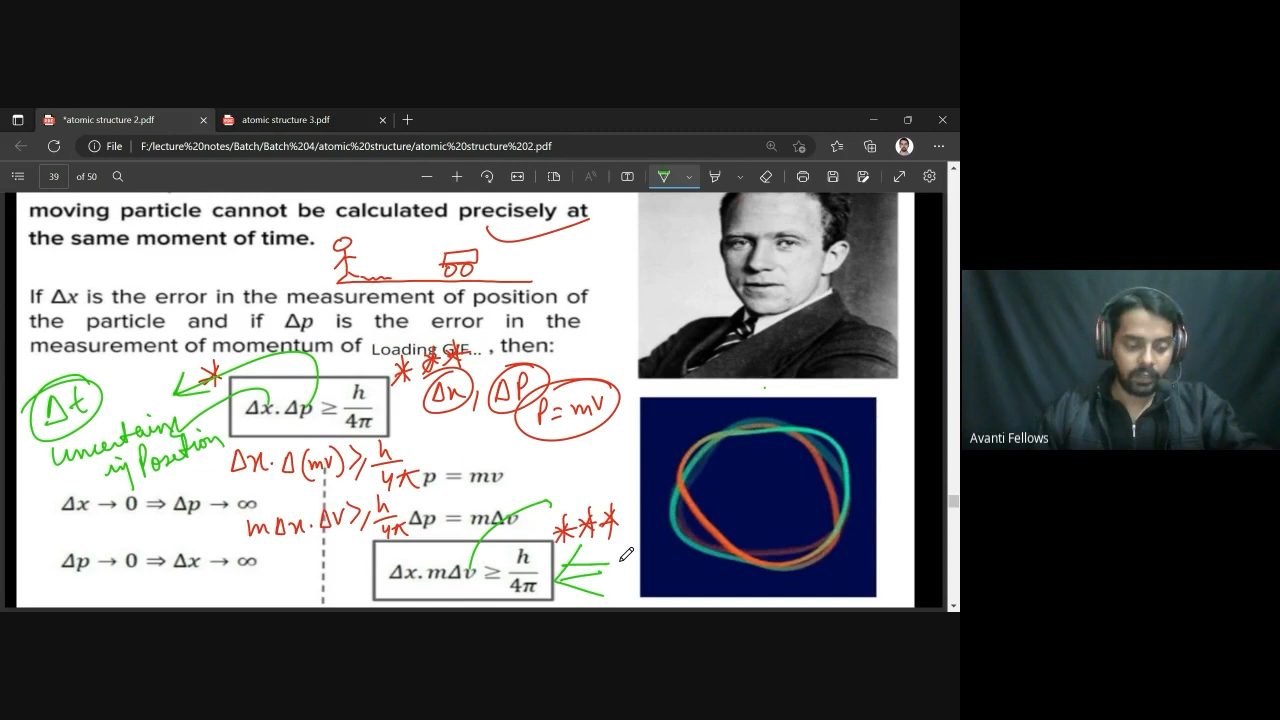 *atomic structure 2.pdf
atomic structure 3.pdf
File
F:/lecture%20notes/Batch/Batch%204/atomic%20structure/atomic%20structure%202.pdf
39 of 50
moving particle cannot be calculated precisely at
the same moment of time.
If Δx is the error in the measurement of position of
the particle and if Δp is the error in the
measurement of momentum of Loading GIF... , then:
Δx. Δp ≥ h/4π
Δx, Δp
p = mv
Δt
uncertainty
in position
Δx. Δ(mv) ≥ h/4π
p = mv
Δx → 0 ⇒ Δp → ∞
mΔx. Δv ≥ h/4π
Δp = mΔv
Δp → 0 ⇒ Δx → ∞
Δx. mΔv ≥ h/4π
Avanti Fellows